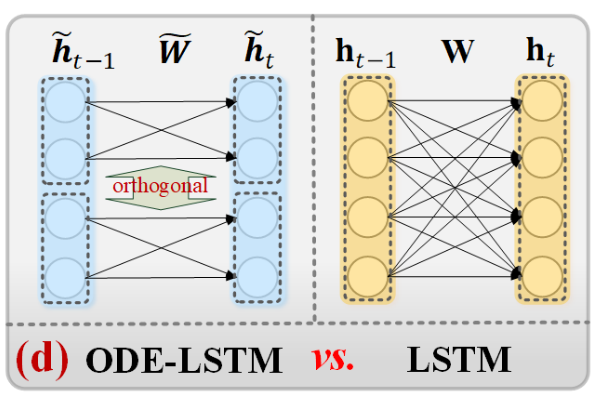 h̃ₜ₋₁ W̃ h̃ₜ
hₜ₋₁ W hₜ
orthogonal
(d) ODE-LSTM vs. LSTM